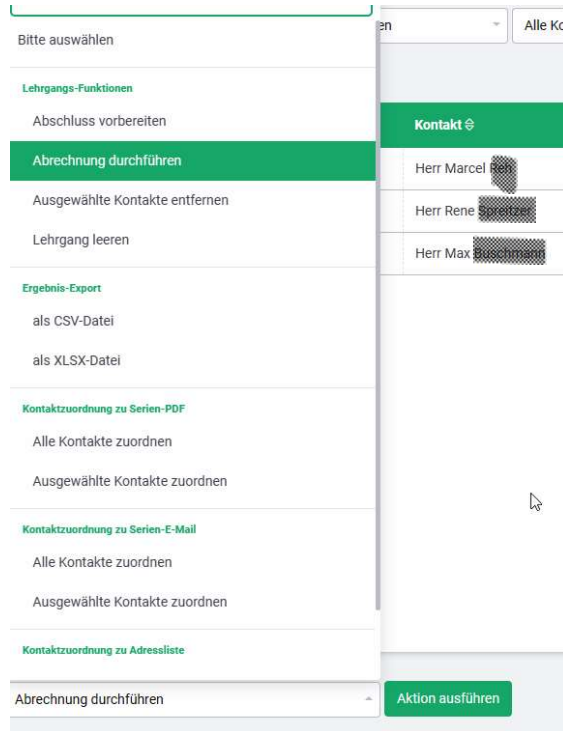 en
Alle Ko
Bitte auswählen
Lehrgangs-Funktionen
Abschluss vorbereiten
Abrechnung durchführen
Ausgewählte Kontakte entfernen
Lehrgang leeren
Ergebnis-Export
als CSV-Datei
als XLSX-Datei
Kontaktzuordnung zu Serien-PDF
Alle Kontakte zuordnen
Ausgewählte Kontakte zuordnen
Kontaktzuordnung zu Serien-E-Mail
Alle Kontakte zuordnen
Ausgewählte Kontakte zuordnen
Kontaktzuordnung zu Adressliste
Kontakt
Herr Marcel
Herr Rene
Herr Max
Abrechnung durchführen
Aktion ausführen